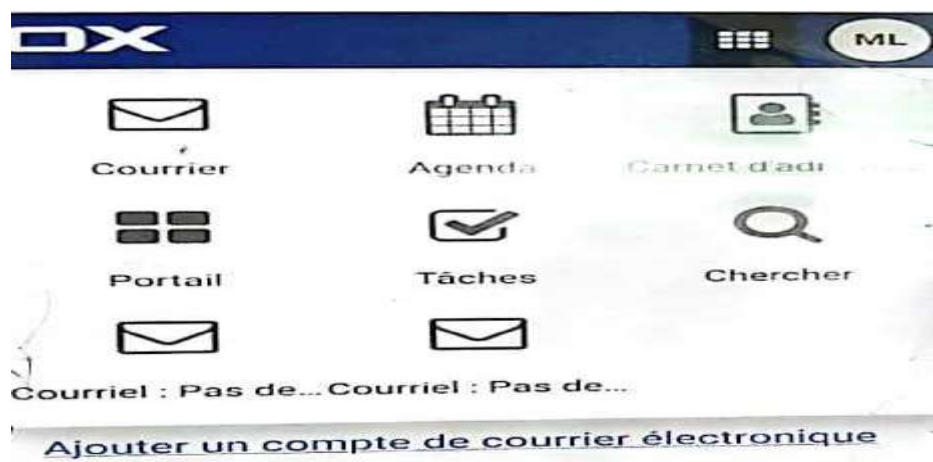 OX ML
Courrier Agenda Carnet d'adr
Portail Tâches Chercher
Courriel : Pas de... Courriel : Pas de...
Ajouter un compte de courrier électronique